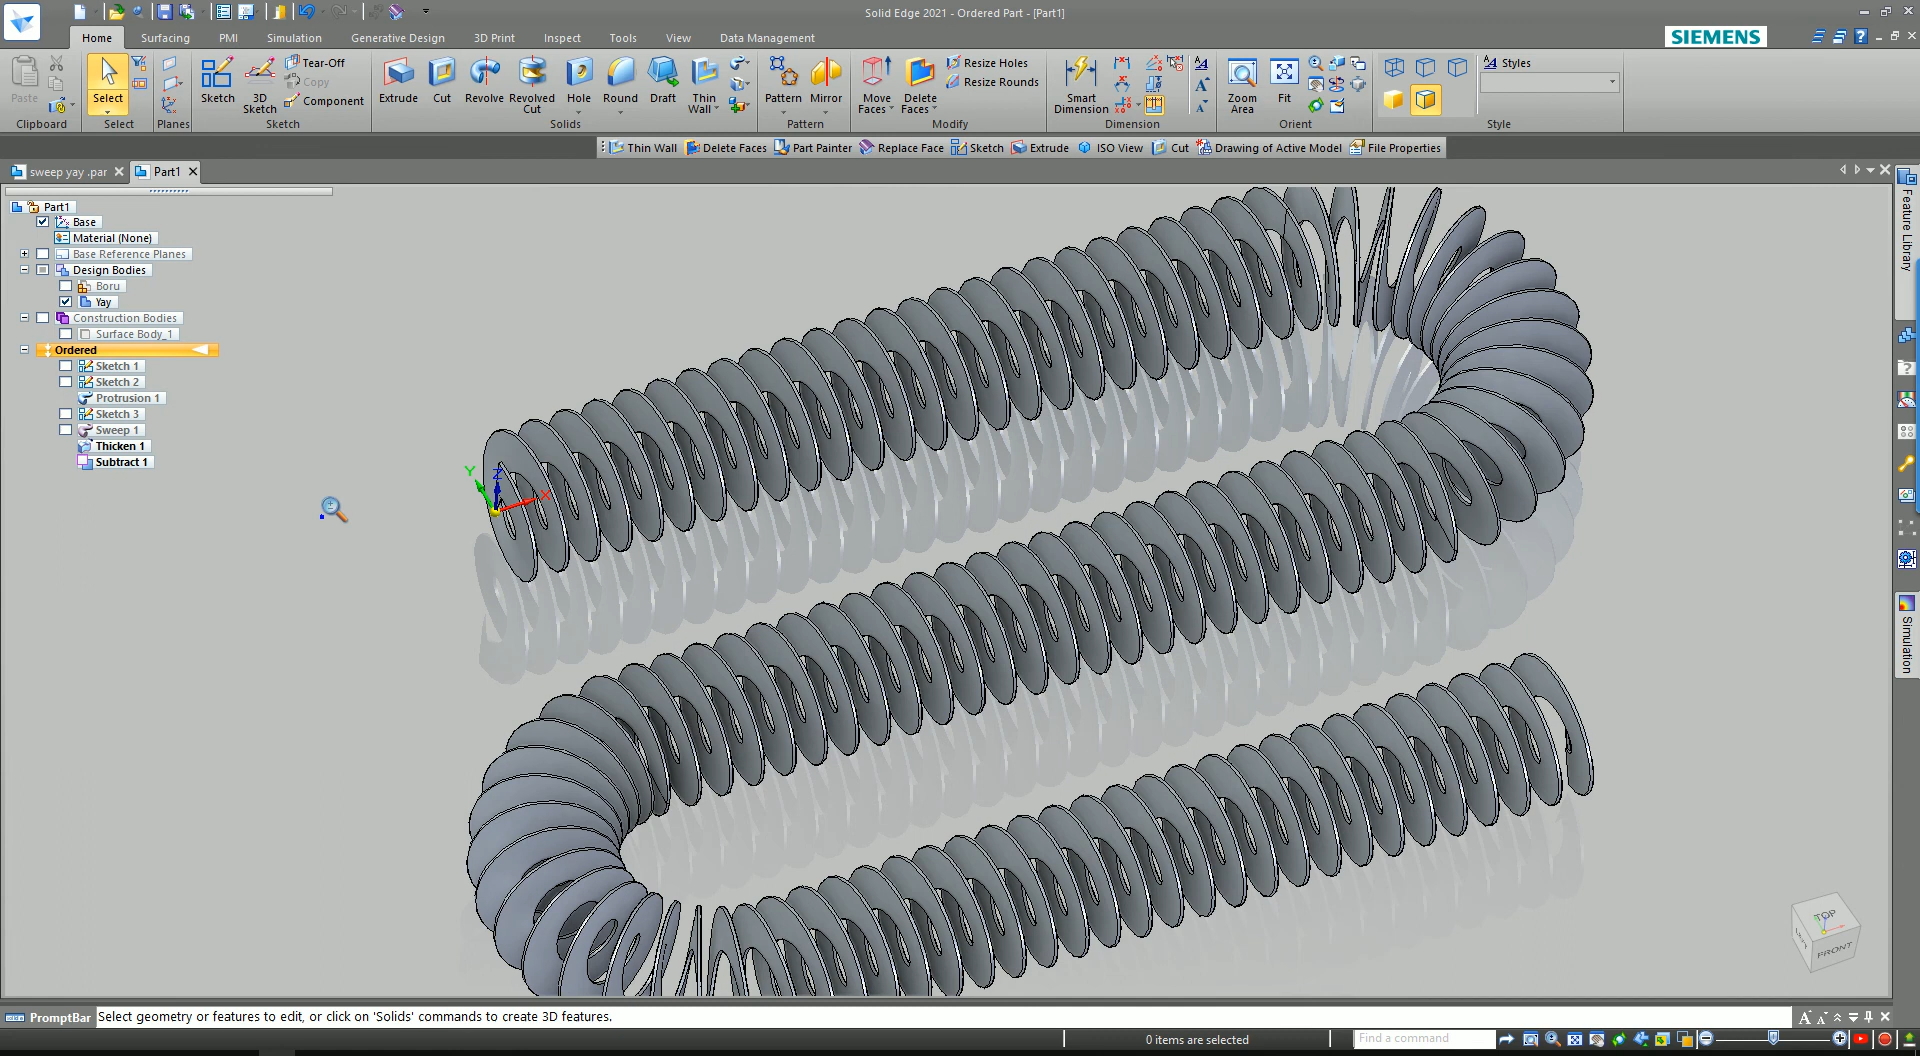 Solid Edge 2021 - Ordered Part - [Part1]
Home Surfacing PMI Simulation Generative Design 3D Print Inspect Tools View Data Management
SIEMENS
Paste
Clipboard
Select
Select
Planes
Sketch
3D Sketch
Tear-Off
Copy
Component
Sketch
Extrude
Cut
Revolve
Revolved Cut
Hole
Round
Draft
Thin Wall
Solids
Pattern
Mirror
Pattern
Move Faces
Delete Faces
Resize Holes
Resize Rounds
Modify
Smart Dimension
Dimension
Zoom Area
Fit
Orient
Styles
Style
Thin Wall Delete Faces Part Painter Replace Face Sketch Extrude ISO View Cut Drawing of Active Model File Properties
sweep yay .par
Part1
Part1
Base
Material (None)
Base Reference Planes
Design Bodies
Boru
Yay
Construction Bodies
Surface Body_1
Ordered
Sketch 1
Sketch 2
Protrusion 1
Sketch 3
Sweep 1
Thicken 1
Subtract 1
Y
Z
X
Feature Library
Simulation
TOP
FRONT
PromptBar
Select geometry or features to edit, or click on 'Solids' commands to create 3D features.
0 items are selected
Find a command